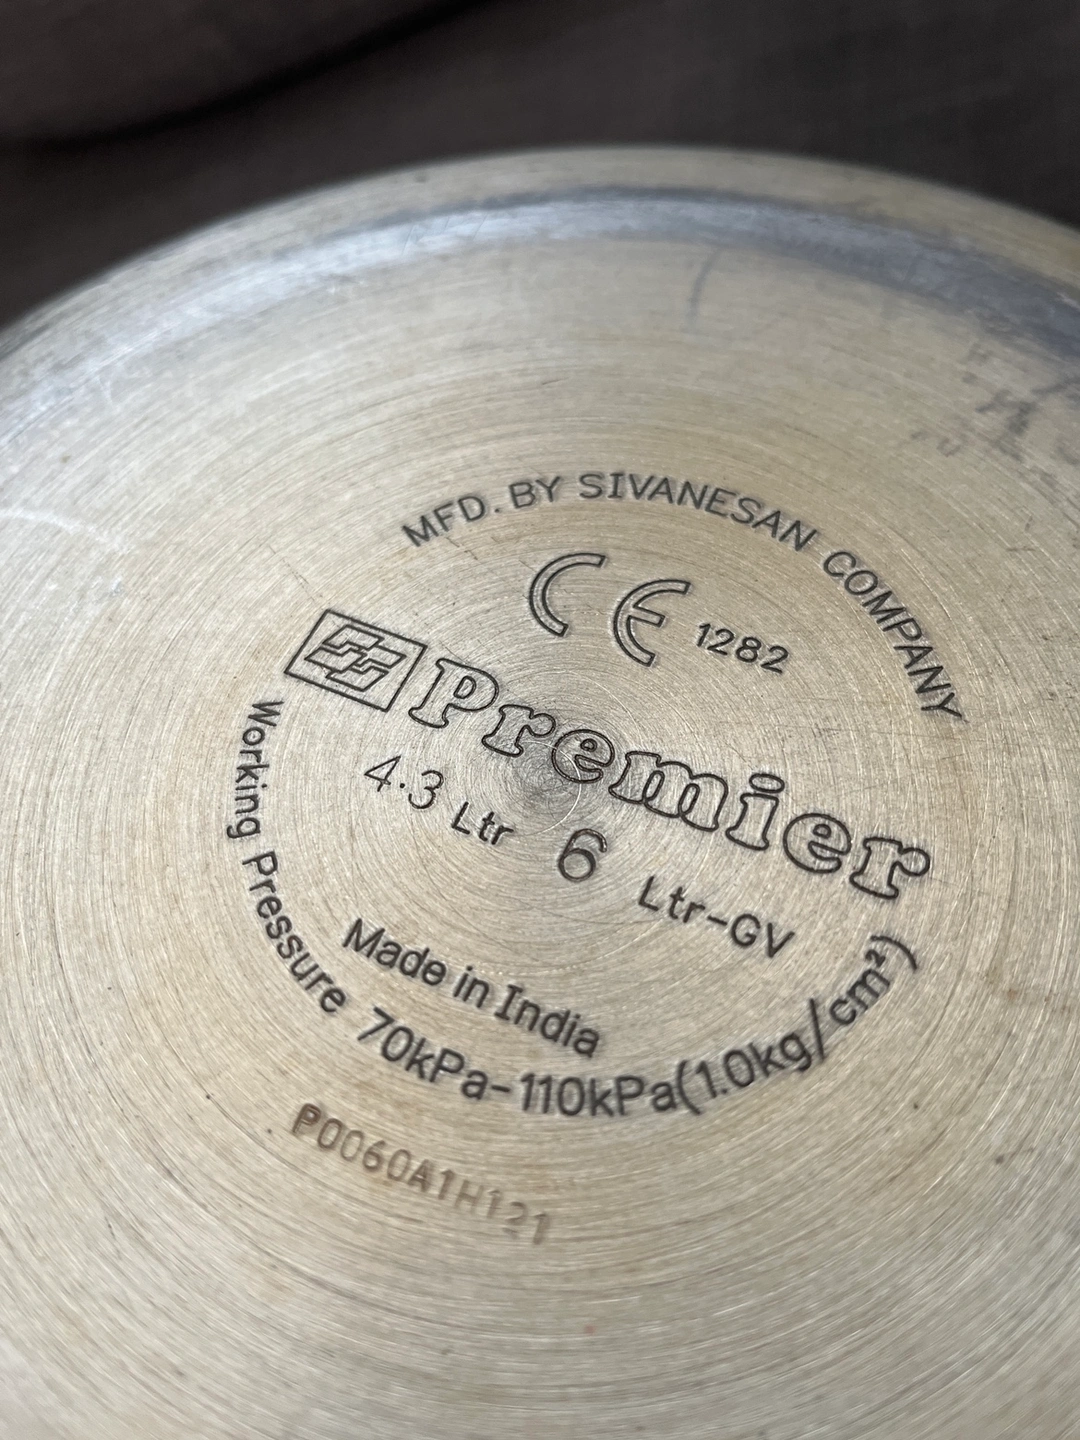 MFD. BY SIVANESAN COMPANY
CE 1282
Premier
4.3 Ltr 6 Ltr-GV
Made in India
Working Pressure 70kPa-110kPa(1.0kg/cm²)
P0060A1H121